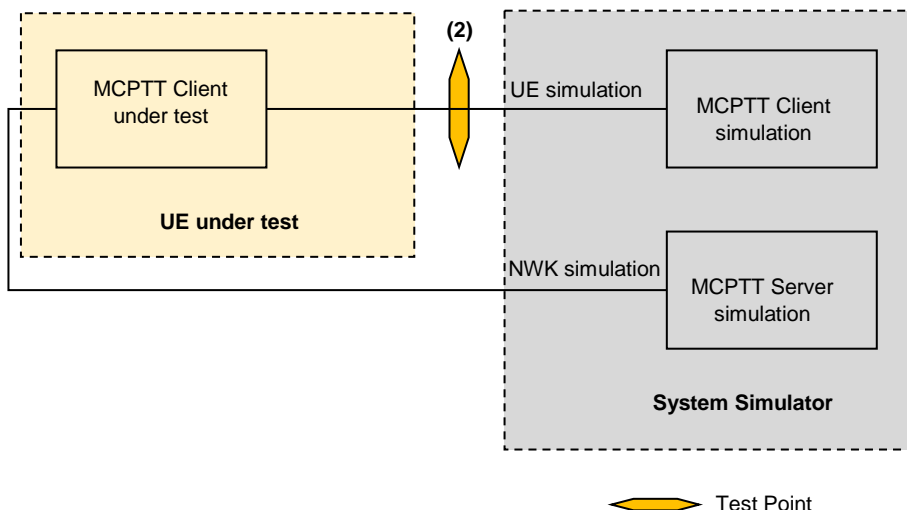 (2)
MCPTT Client
under test
UE under test
UE simulation
MCPTT Client
simulation
NWK simulation
MCPTT Server
simulation
System Simulator
Test Point